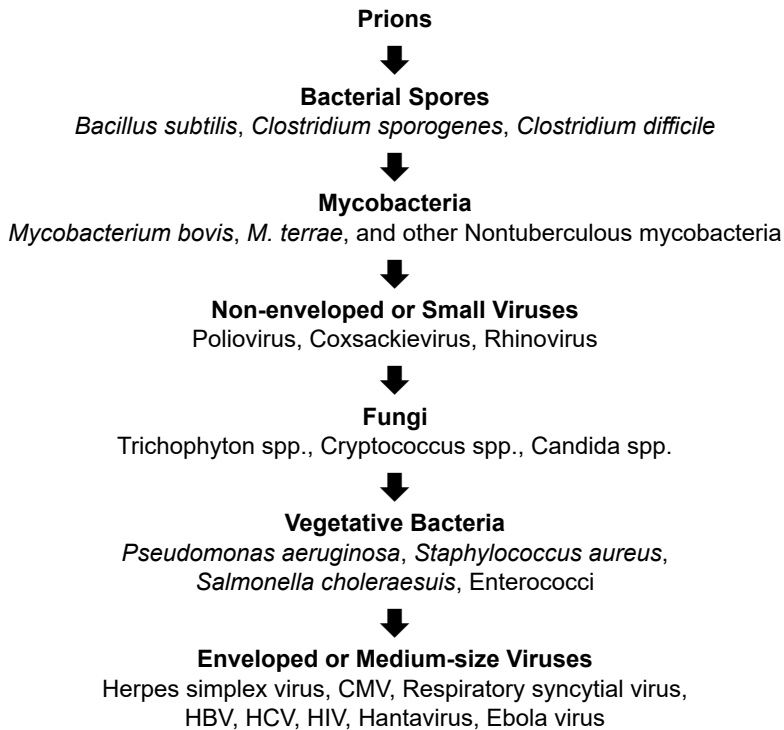 Prions
Bacterial Spores
Bacillus subtilis, Clostridium sporogenes, Clostridium difficile
Mycobacteria
Mycobacterium bovis, M. terrae, and other Nontuberculous mycobacteria
Non-enveloped or Small Viruses
Poliovirus, Coxsackievirus, Rhinovirus
Fungi
Trichophyton spp., Cryptococcus spp., Candida spp.
Vegetative Bacteria
Pseudomonas aeruginosa, Staphylococcus aureus,
Salmonella choleraesuis, Enterococci
Enveloped or Medium-size Viruses
Herpes simplex virus, CMV, Respiratory syncytial virus,
HBV, HCV, HIV, Hantavirus, Ebola virus